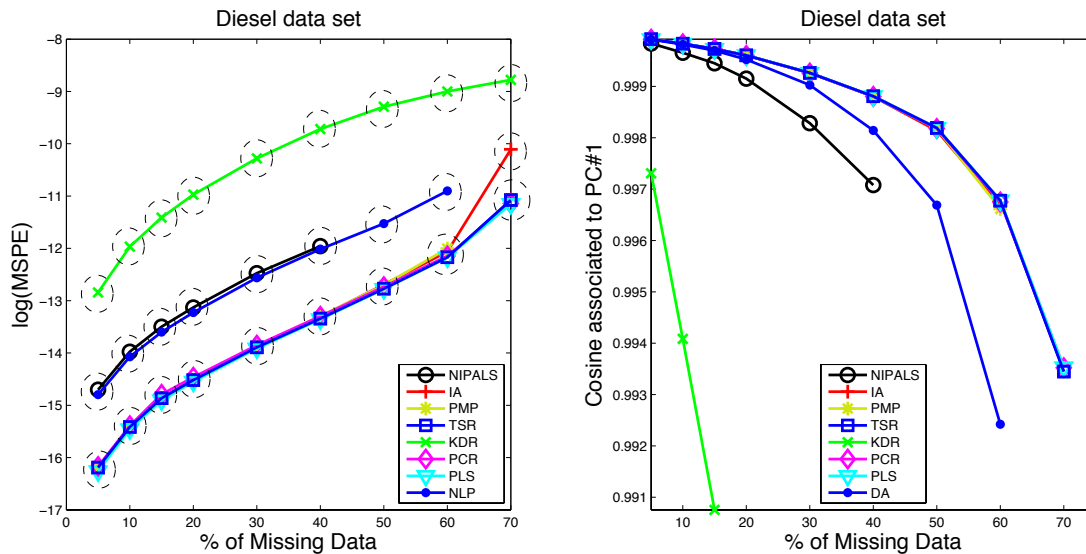 Diesel data set
log(MSPE)
-8
-9
-10
-11
-12
-13
-14
-15
-16
-17
0
10
20
30
40
50
60
70
% of Missing Data
NIPALS
IA
PMP
TSR
KDR
PCR
PLS
NLP
Diesel data set
Cosine associated to PC#1
0.999
0.998
0.997
0.996
0.995
0.994
0.993
0.992
0.991
10
20
30
40
50
60
70
% of Missing Data
NIPALS
IA
PMP
TSR
KDR
PCR
PLS
DA